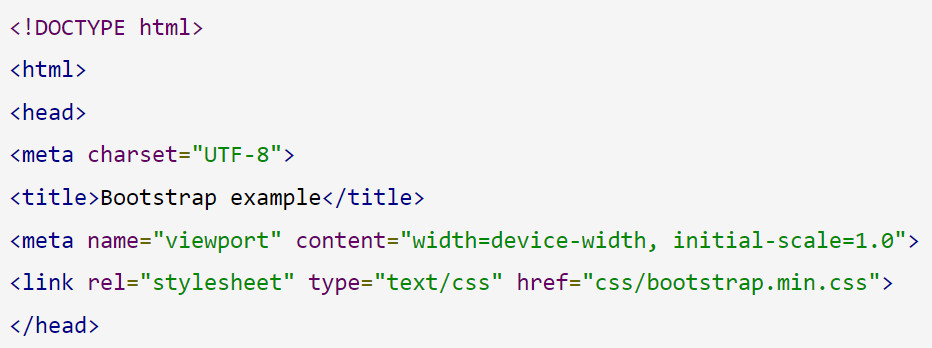 <!DOCTYPE html>
<html>
<head>
<meta charset="UTF-8">
<title>Bootstrap example</title>
<meta name="viewport" content="width=device-width, initial-scale=1.0">
<link rel="stylesheet" type="text/css" href="css/bootstrap.min.css">
</head>